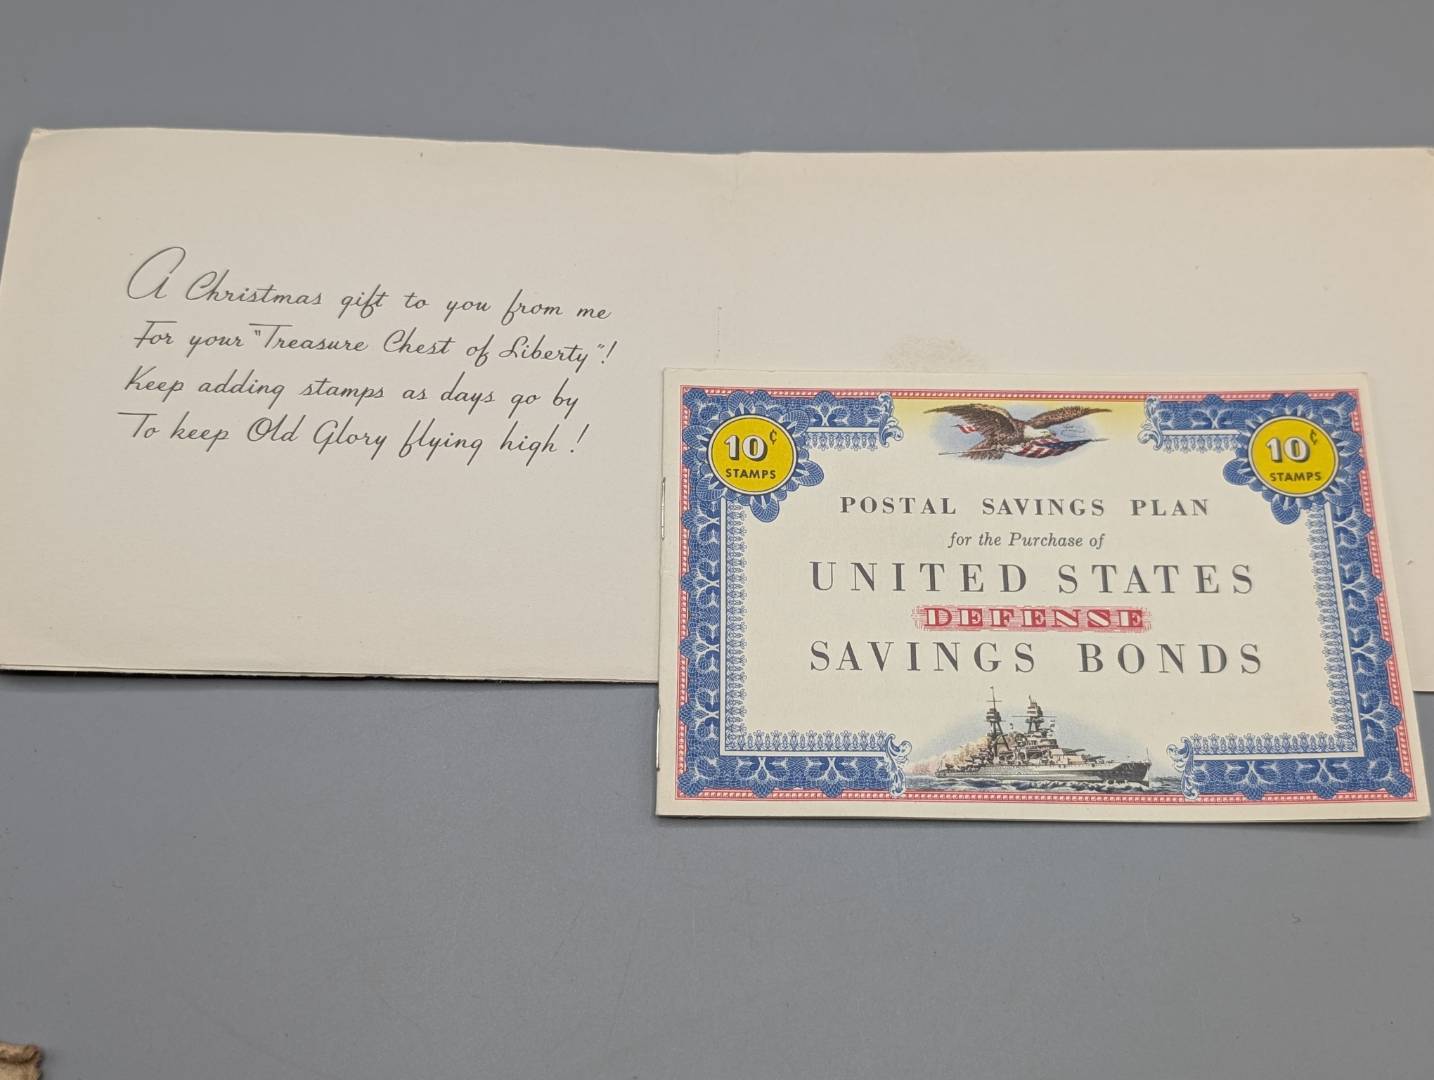 A Christmas gift to you from me
For your "Treasure Chest of Liberty"!
Keep adding stamps as days go by
To keep Old Glory flying high!
10¢
STAMPS
10¢
STAMPS
POSTAL SAVINGS PLAN
for the Purchase of
UNITED STATES
DEFENSE
SAVINGS BONDS